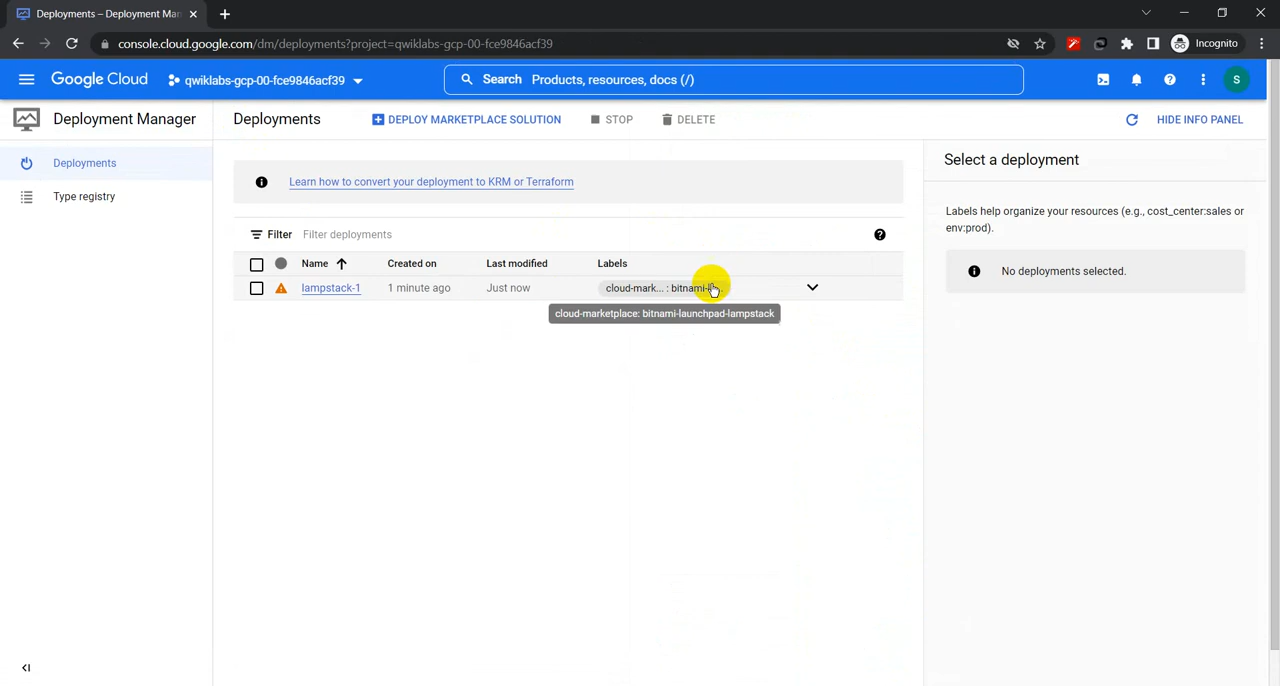 Deployments – Deployment Man
console.cloud.google.com/dm/deployments?project=qwiklabs-gcp-00-fce9846acf39
Incognito
Google Cloud
qwiklabs-gcp-00-fce9846acf39
Search Products, resources, docs (/)
S
Deployment Manager
Deployments
DEPLOY MARKETPLACE SOLUTION
STOP
DELETE
HIDE INFO PANEL
Deployments
Type registry
Learn how to convert your deployment to KRM or Terraform
Filter Filter deployments
Name Created on Last modified Labels
lampstack-1 1 minute ago Just now cloud-mark... : bitnami-
cloud-marketplace: bitnami-launchpad-lampstack
Select a deployment
Labels help organize your resources (e.g., cost_center:sales or
env:prod).
No deployments selected.